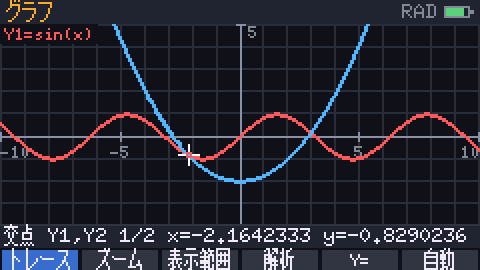 グラフ RAD
Y1=sin(x)
5
-10 -5 5 10
交点 Y1,Y2 1/2 x=-2.1642333 y=-0.8290236
トレース ズーム 表示範囲 解析 Y= 自動